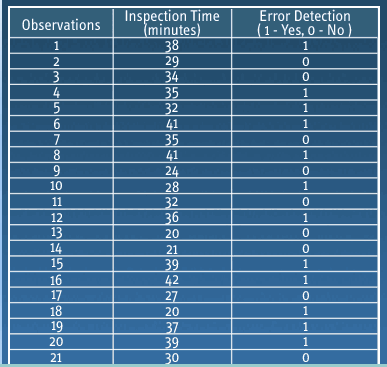 Observations Inspection Time (minutes) Error Detection ( 1 - Yes, 0 - No )
1 38 1
2 29 0
3 34 0
4 35 1
5 32 1
6 41 1
7 35 0
8 41 1
9 24 0
10 28 1
11 32 0
12 36 1
13 20 0
14 21 0
15 39 1
16 42 1
17 27 0
18 20 1
19 37 1
20 39 1
21 30 0